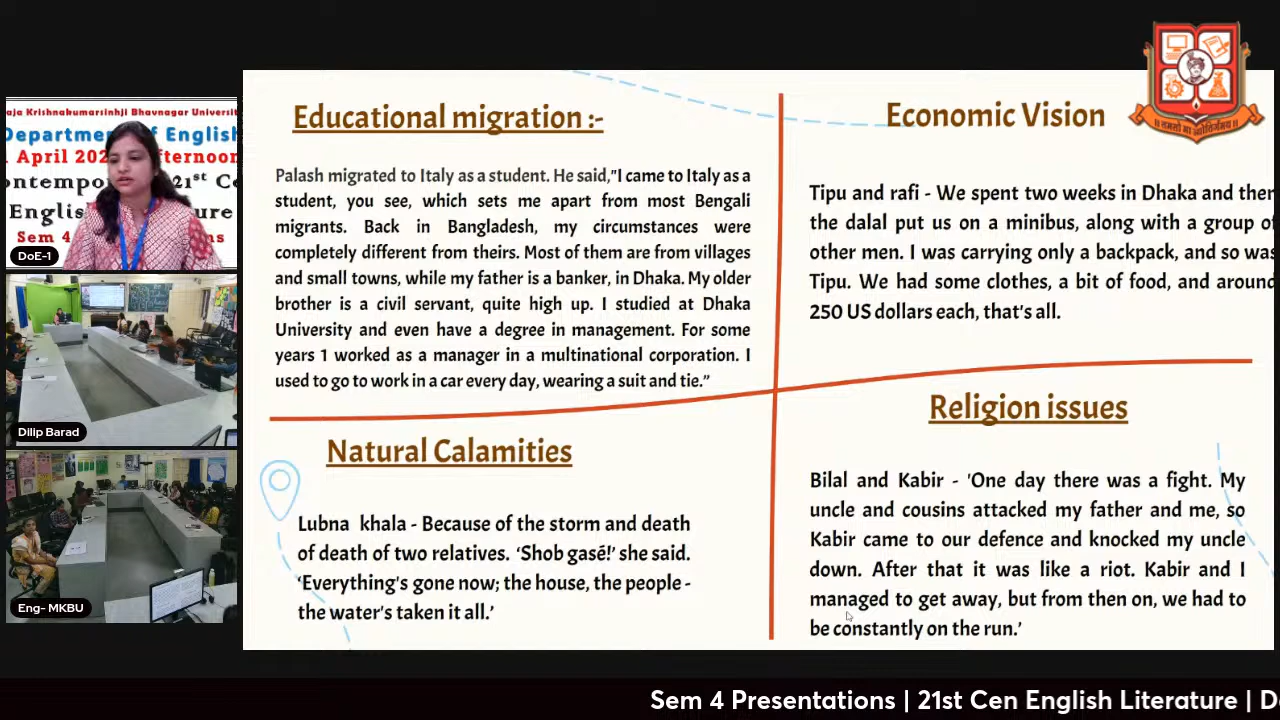 aja Krishnakumarsinhji Bhavnagar Universit
Department of English
April 202
fternoon
21st Ce
Englis
ure
Sem 4
ns
DoE-1
Dilip Barad
Eng- MKBU
Educational migration :-
Palash migrated to Italy as a student. He said,"I came to Italy as a
student, you see, which sets me apart from most Bengali
migrants. Back in Bangladesh, my circumstances were
completely different from theirs. Most of them are from villages
and small towns, while my father is a banker, in Dhaka. My older
brother is a civil servant, quite high up. I studied at Dhaka
University and even have a degree in management. For some
years 1 worked as a manager in a multinational corporation. I
used to go to work in a car every day, wearing a suit and tie.”
Economic Vision
Tipu and rafi - We spent two weeks in Dhaka and then
the dalal put us on a minibus, along with a group of
other men. I was carrying only a backpack, and so was
Tipu. We had some clothes, a bit of food, and around
250 US dollars each, that's all.
Natural Calamities
Lubna khala - Because of the storm and death
of death of two relatives. ‘Shob gasé!’ she said.
‘Everything's gone now; the house, the people -
the water's taken it all.’
Religion issues
Bilal and Kabir - ‘One day there was a fight. My
uncle and cousins attacked my father and me, so
Kabir came to our defence and knocked my uncle
down. After that it was like a riot. Kabir and I
managed to get away, but from then on, we had to
be constantly on the run.’
Sem 4 Presentations | 21st Cen English Literature | D